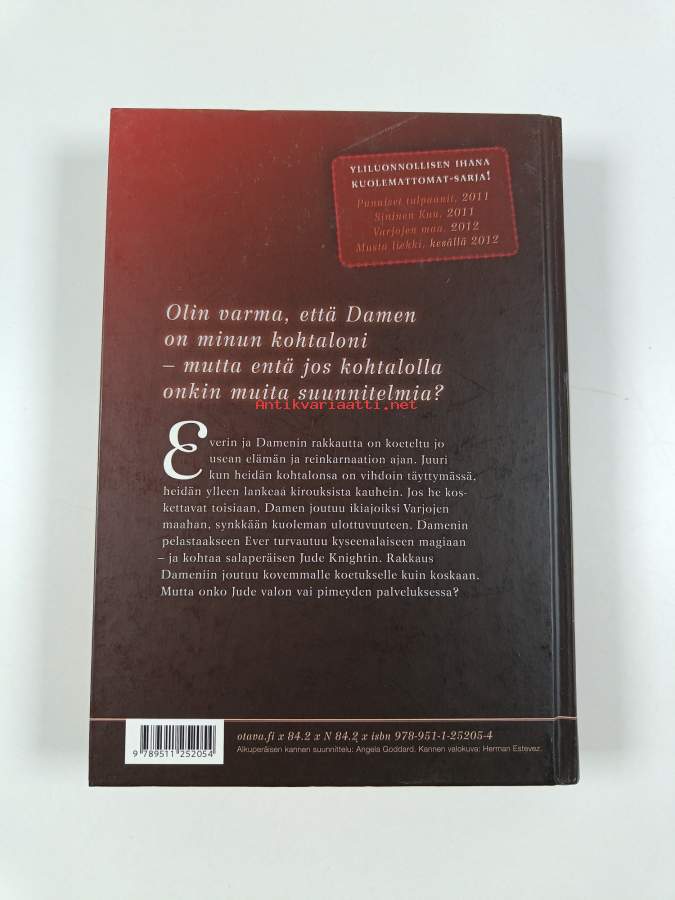 YLILUONNOLLISEN IHANA
KUOLEMATTOMAT-SARJA!
Punaiset tulppaanit, 2011
Sininen Kuu, 2011
Varjojen maa, 2012
Musta liekki, kesällä 2012
Olin varma, että Damen
on minun kohtaloni
– mutta entä jos kohtalolla
onkin muita suunnitelmia?
Antikvariaatti.net
Everin ja Damenin rakkautta on koeteltu jo
usean elämän ja reinkarnaation ajan. Juuri
kun heidän kohtalonsa on vihdoin täyttymässä,
heidän ylleen lankeaa kirouksista kauhein. Jos he kos-
kettavat toisiaan, Damen joutuu ikiajoiksi Varjojen
maahan, synkkään kuoleman ulottuvuuteen. Damenin
pelastaakseen Ever turvautuu kyseenalaiseen magiaan
– ja kohtaa salaperäisen Jude Knightin. Rakkaus
Dameniin joutuu kovemmalle koetukselle kuin koskaan.
Mutta onko Jude valon vai pimeyden palveluksessa?
9 789511 252054
otava.fi x 84.2 x N 84.2 x isbn 978-951-1-25205-4
Alkuperäisen kannen suunnittelu: Angela Goddard. Kannen valokuva: Herman Estevez.